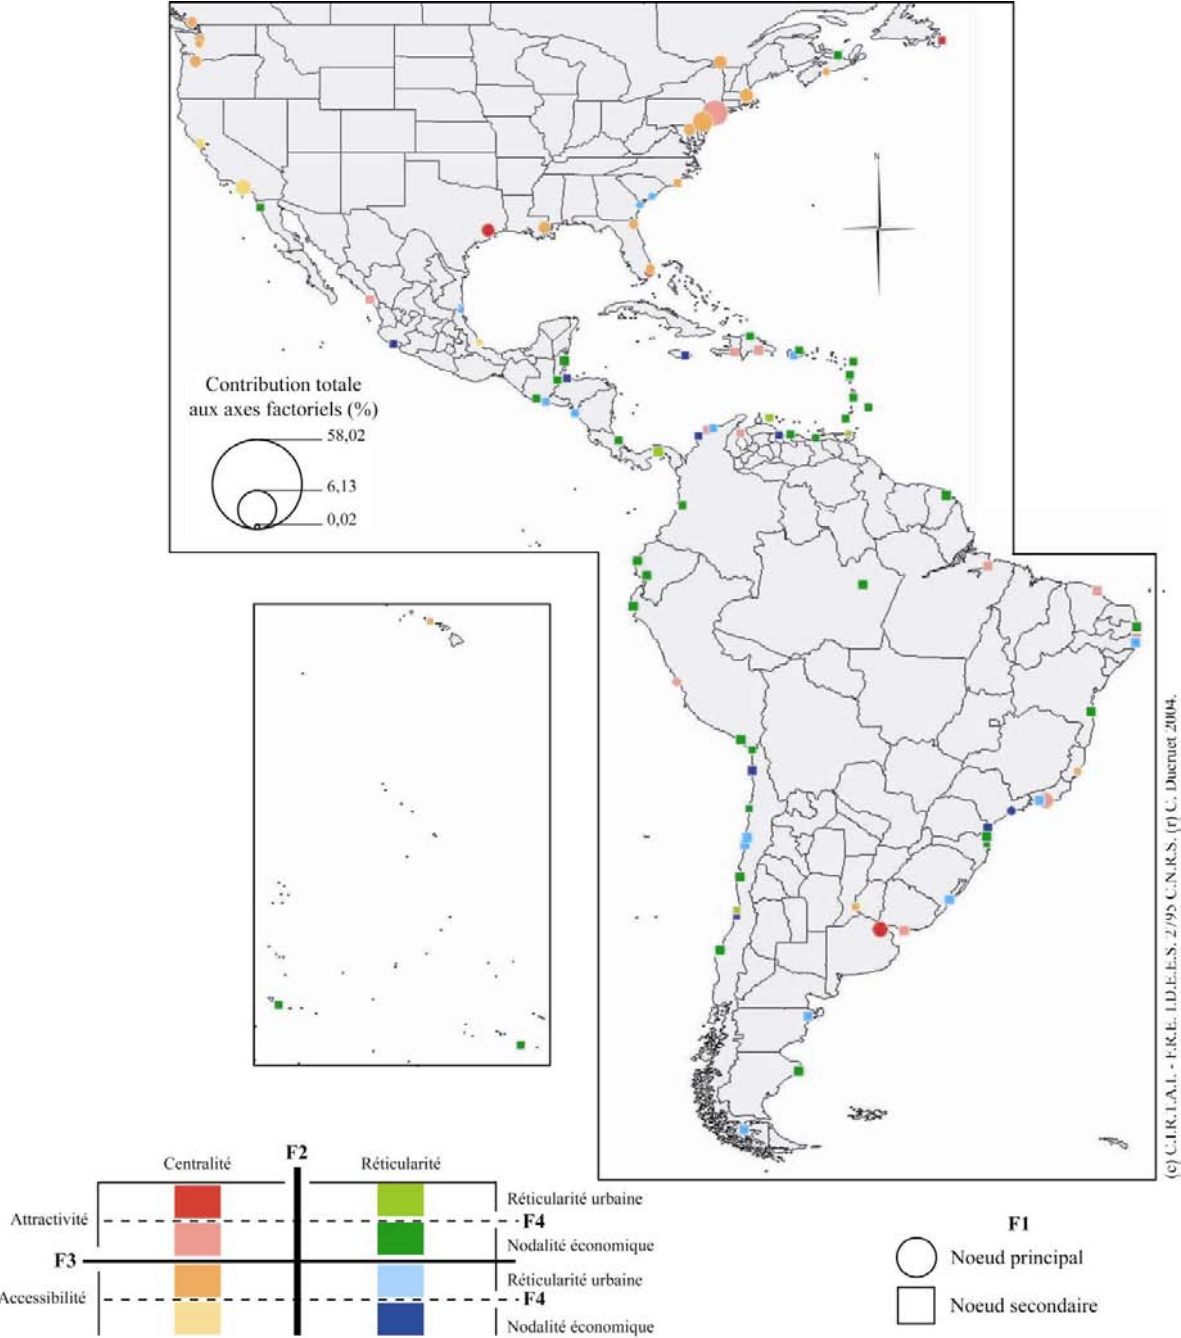 N
Contribution totale
aux axes factoriels (%)
58,02
6,13
0,02
(c) C.I.R.T.A.I. - F.R.E. I.D.E.E.S. 2795 C.N.R.S. (r) C. Ducruet 2004.
F2
Centralité
Réticularité
Réticularité urbaine
Attractivité
F4
Nodalité économique
F3
Réticularité urbaine
Accessibilité
F4
Nodalité économique
F1
Noeud principal
Noeud secondaire